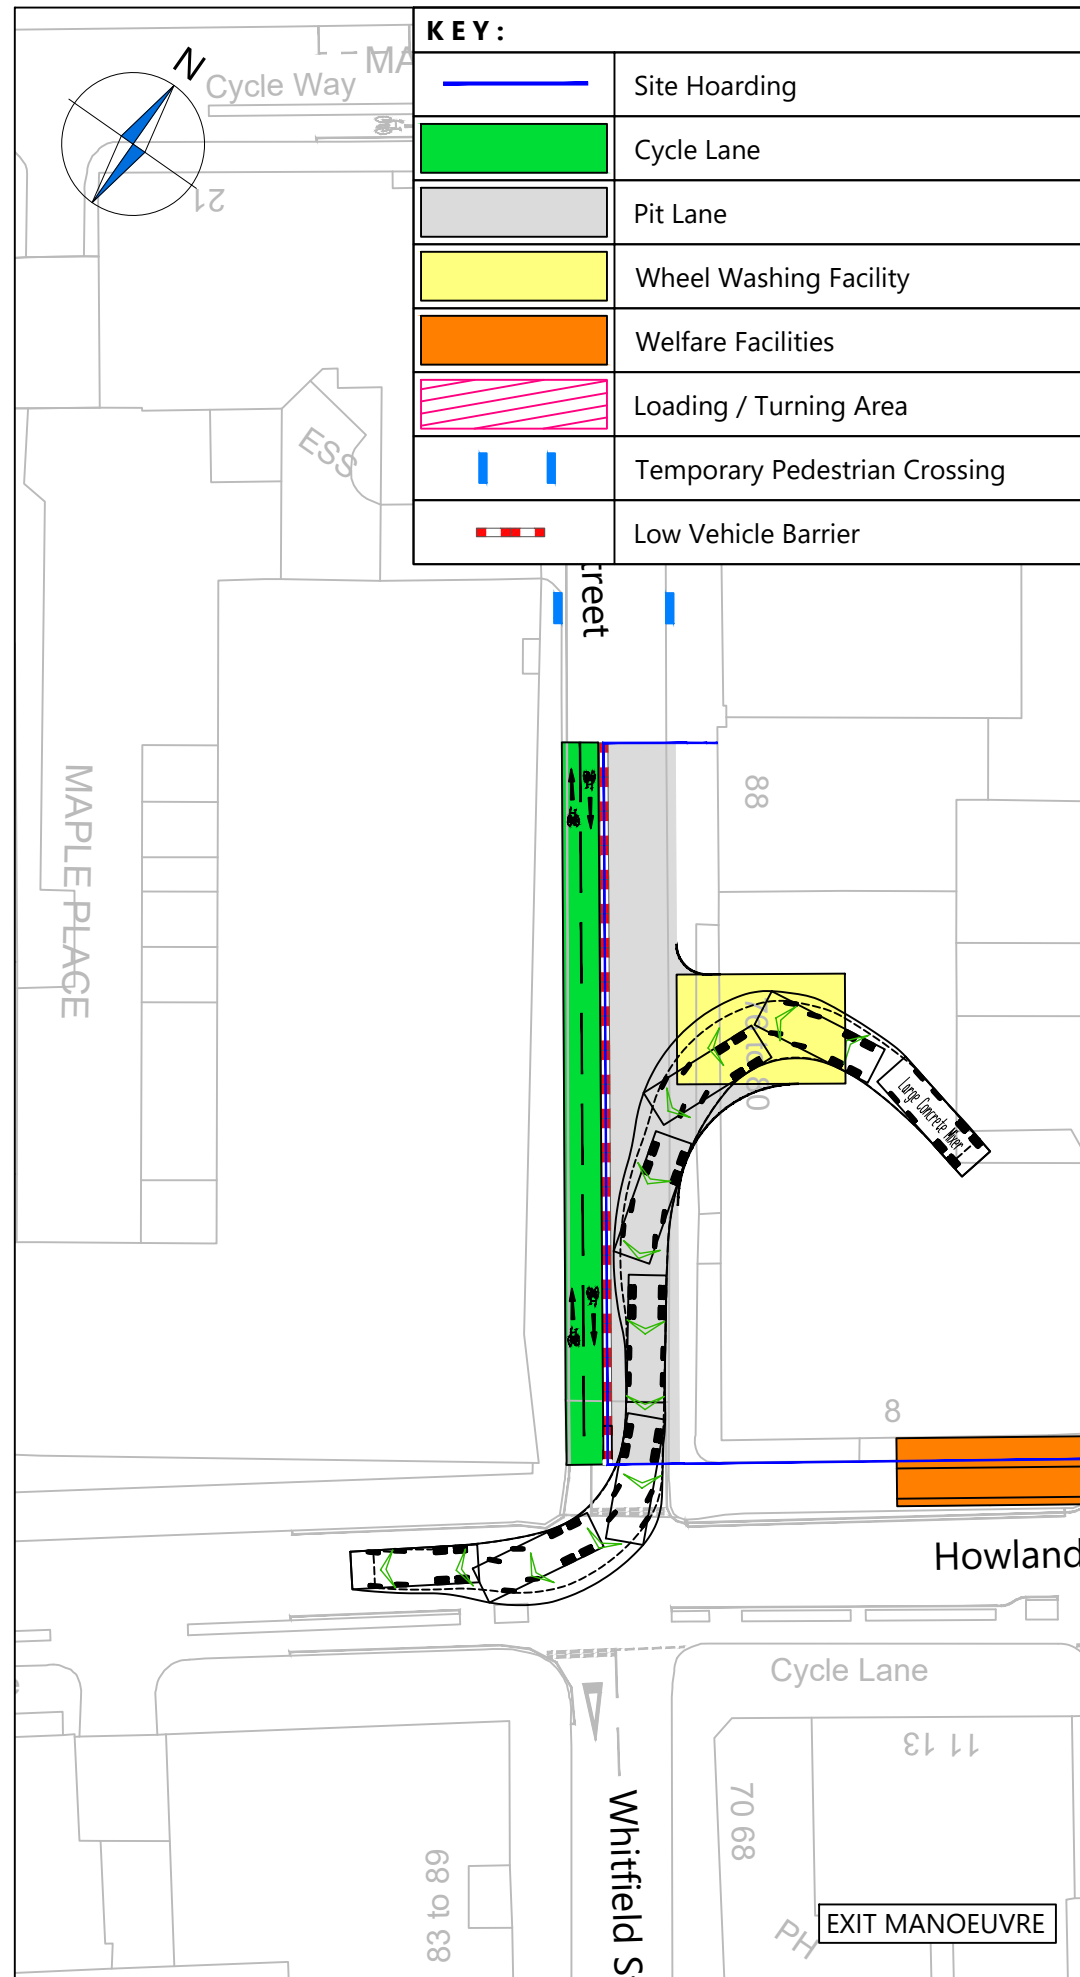 KEY:
Site Hoarding
Cycle Lane
Pit Lane
Wheel Washing Facility
Welfare Facilities
Loading / Turning Area
Temporary Pedestrian Crossing
Low Vehicle Barrier
N
MA
Cycle Way
21
ESS
treet
MAPLE PLACE
88
Large Concrete Mixer
8
Howland
Cycle Lane
11 13
70 68
Whitfield S
83 to 89
PH
EXIT MANOEUVRE